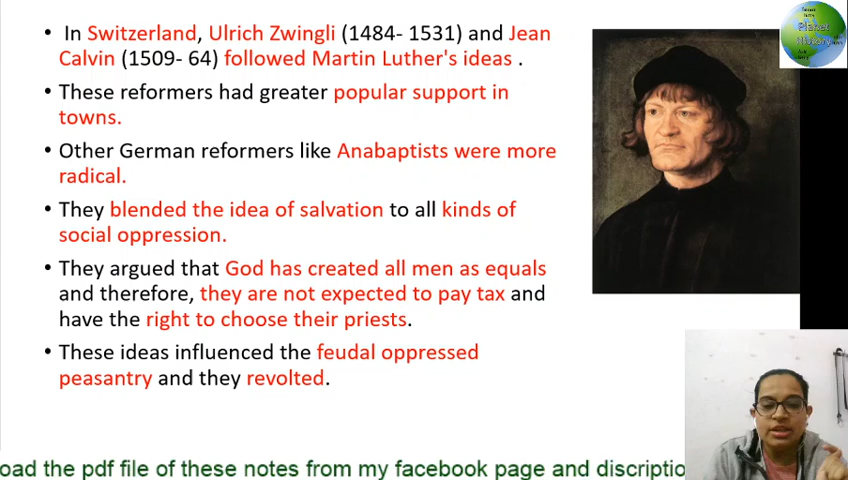 In Switzerland, Ulrich Zwingli (1484- 1531) and Jean
Calvin (1509- 64) followed Martin Luther's ideas .
These reformers had greater popular support in
towns.
Other German reformers like Anabaptists were more
radical.
They blended the idea of salvation to all kinds of
social oppression.
They argued that God has created all men as equals
and therefore, they are not expected to pay tax and
have the right to choose their priests.
These ideas influenced the feudal oppressed
peasantry and they revolted.
Planet
History
oad the pdf file of these notes from my facebook page and discriptio